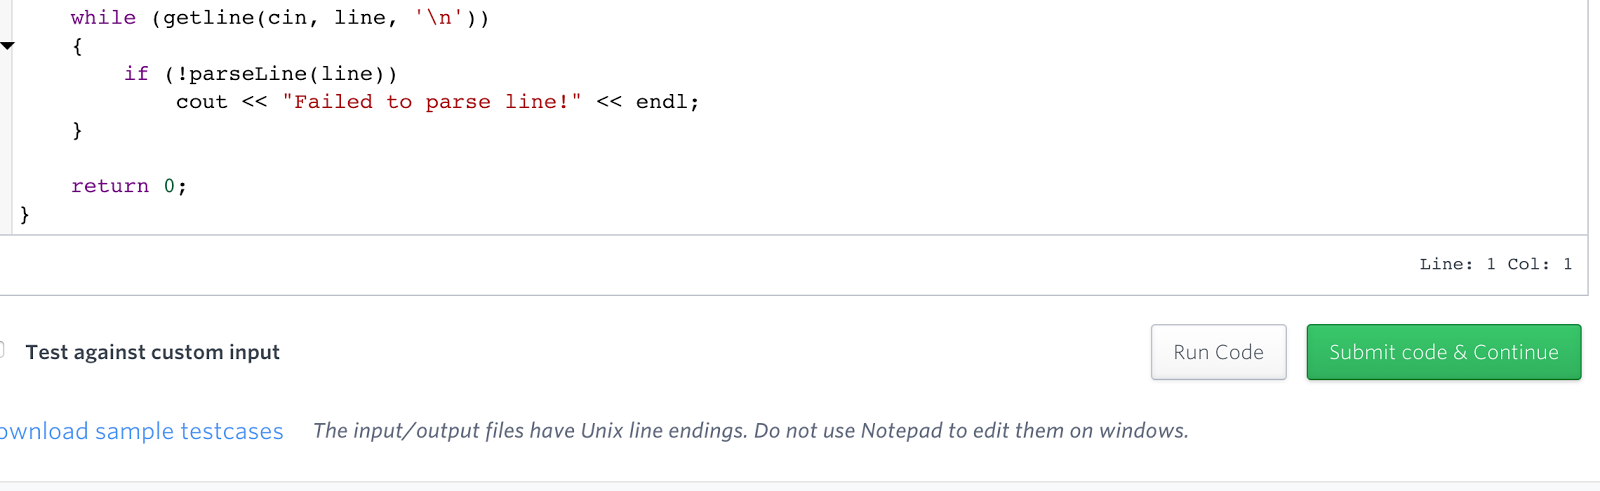 while (getline(cin, line, '\n'))
{
if (!parseLine(line))
cout << "Failed to parse line!" << endl;
}
return 0;
}
Line: 1 Col: 1
Test against custom input
Run Code
Submit code & Continue
ownload sample testcases
The input/output files have Unix line endings. Do not use Notepad to edit them on windows.